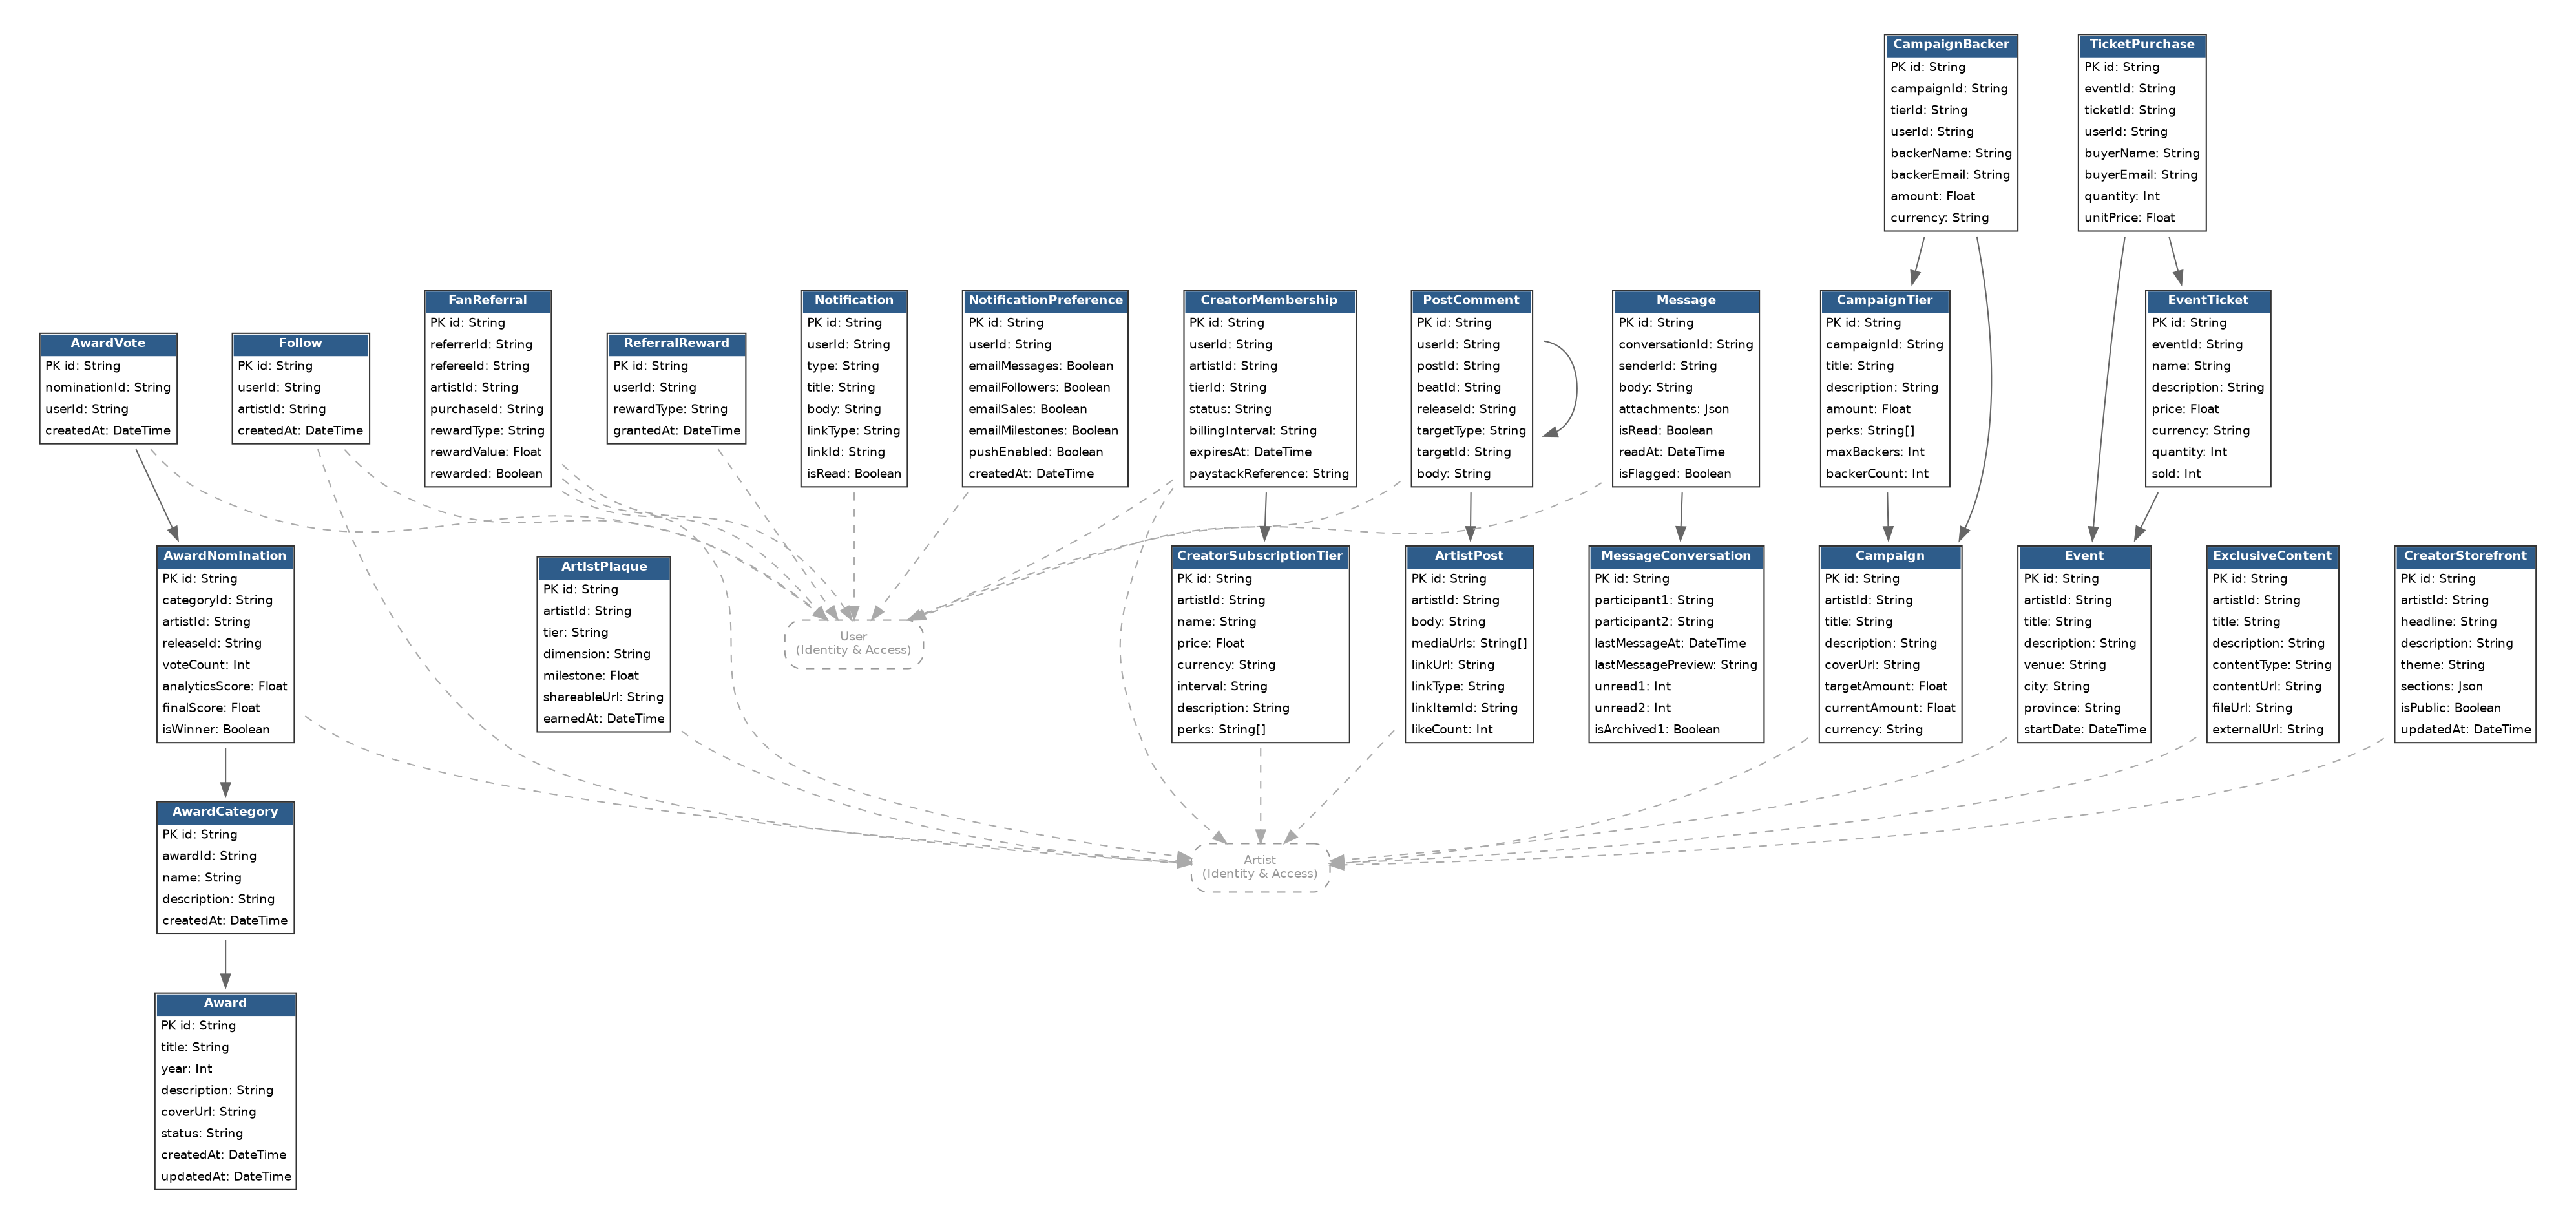 CampaignBacker
PK id: String
campaignId: String
tierId: String
userId: String
backerName: String
backerEmail: String
amount: Float
currency: String
TicketPurchase
PK id: String
eventId: String
ticketId: String
userId: String
buyerName: String
buyerEmail: String
quantity: Int
unitPrice: Float
AwardVote
PK id: String
nominationId: String
userId: String
createdAt: DateTime
Follow
PK id: String
userId: String
artistId: String
createdAt: DateTime
FanReferral
PK id: String
referrerId: String
refereeId: String
artistId: String
purchaseId: String
rewardType: String
rewardValue: Float
rewarded: Boolean
ReferralReward
PK id: String
userId: String
rewardType: String
grantedAt: DateTime
Notification
PK id: String
userId: String
type: String
title: String
body: String
linkType: String
linkId: String
isRead: Boolean
NotificationPreference
PK id: String
userId: String
emailMessages: Boolean
emailFollowers: Boolean
emailSales: Boolean
emailMilestones: Boolean
pushEnabled: Boolean
createdAt: DateTime
CreatorMembership
PK id: String
userId: String
artistId: String
tierId: String
status: String
billingInterval: String
expiresAt: DateTime
paystackReference: String
PostComment
PK id: String
userId: String
postId: String
beatId: String
releaseId: String
targetType: String
targetId: String
body: String
Message
PK id: String
conversationId: String
senderId: String
body: String
attachments: Json
isRead: Boolean
readAt: DateTime
isFlagged: Boolean
CampaignTier
PK id: String
campaignId: String
title: String
description: String
amount: Float
perks: String[]
maxBackers: Int
backerCount: Int
EventTicket
PK id: String
eventId: String
name: String
description: String
price: Float
currency: String
quantity: Int
sold: Int
AwardNomination
PK id: String
categoryId: String
artistId: String
releaseId: String
voteCount: Int
analyticsScore: Float
finalScore: Float
isWinner: Boolean
ArtistPlaque
PK id: String
artistId: String
tier: String
dimension: String
milestone: Float
shareableUrl: String
earnedAt: DateTime
User
(Identity & Access)
CreatorSubscriptionTier
PK id: String
artistId: String
name: String
price: Float
currency: String
interval: String
description: String
perks: String[]
ArtistPost
PK id: String
artistId: String
body: String
mediaUrls: String[]
linkUrl: String
linkType: String
linkItemId: String
likeCount: Int
MessageConversation
PK id: String
participant1: String
participant2: String
lastMessageAt: DateTime
lastMessagePreview: String
unread1: Int
unread2: Int
isArchived1: Boolean
Campaign
PK id: String
artistId: String
title: String
description: String
coverUrl: String
targetAmount: Float
currentAmount: Float
currency: String
Event
PK id: String
artistId: String
title: String
description: String
venue: String
city: String
province: String
startDate: DateTime
ExclusiveContent
PK id: String
artistId: String
title: String
description: String
contentType: String
contentUrl: String
fileUrl: String
externalUrl: String
CreatorStorefront
PK id: String
artistId: String
headline: String
description: String
theme: String
sections: Json
isPublic: Boolean
updatedAt: DateTime
AwardCategory
PK id: String
awardId: String
name: String
description: String
createdAt: DateTime
Artist
(Identity & Access)
Award
PK id: String
title: String
year: Int
description: String
coverUrl: String
status: String
createdAt: DateTime
updatedAt: DateTime